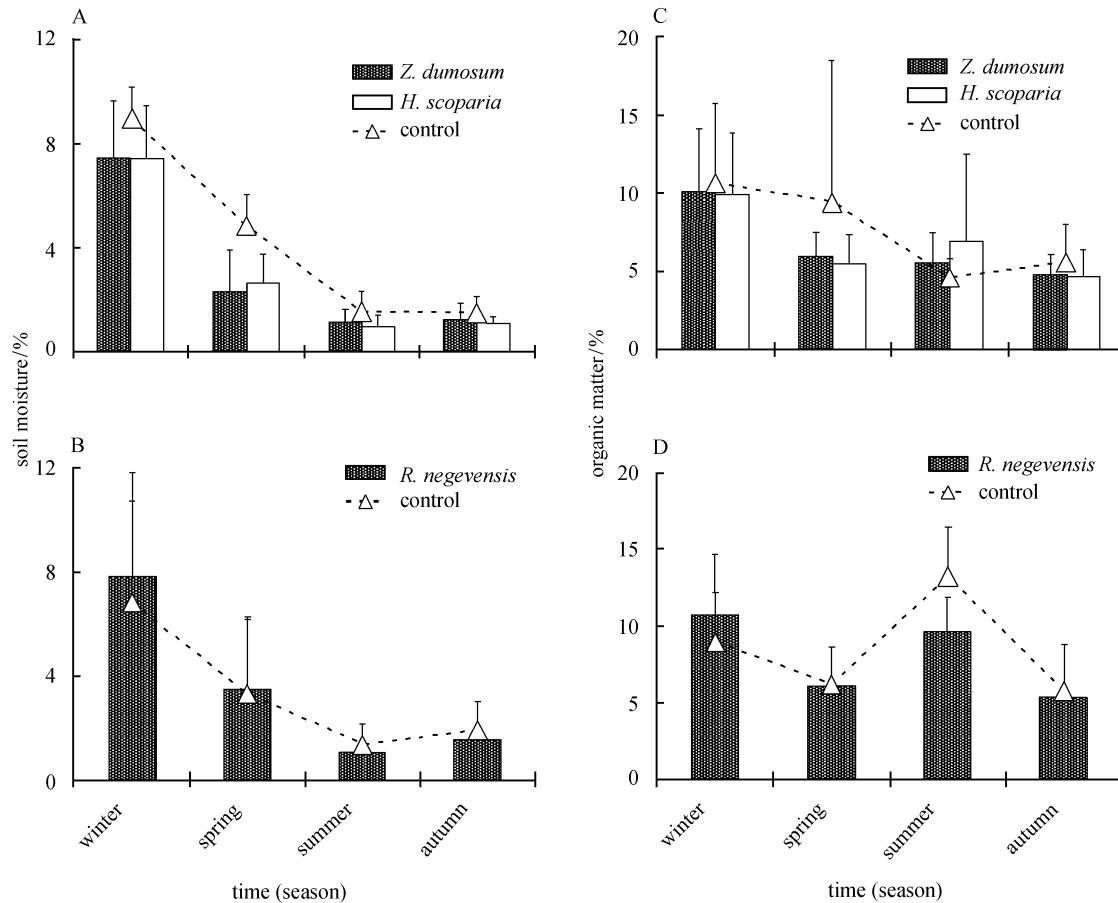 A
12
8
4
0
Z. dumosum
H. scoparia
control
soil moisture/%
B
12
8
4
0
R. negevensis
control
winter
spring
summer
autumn
time (season)
C
20
15
10
5
0
Z. dumosum
H. scoparia
control
organic matter/%
D
20
15
10
5
0
R. negevensis
control
winter
spring
summer
autumn
time (season)